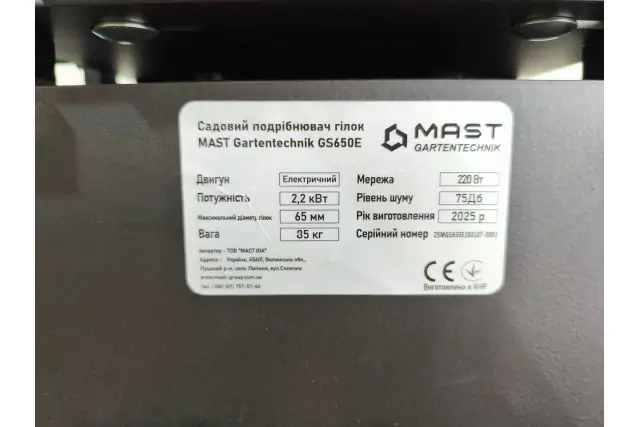 Садовий подрібнювач гілок
MAST Gartentechnik GS650E
MAST
GARTENTECHNIK
Двигун Електричний
Потужність 2,2 кВт
Максимальний діаметр гілок 65 мм
Вага 35 кг
Мережа 220 Вт
Рівень шуму 75Дб
Рік виготовлення 2025 р
Серійний номер
Імпортер - ТОВ "МАСТ ЮА"
Адреса - Україна, 45601, Волинська обл.,
Луцький р-н, село Липини, вул.Сонячна
www.mast-group.com.ua
CE
Виготовлено в КНР